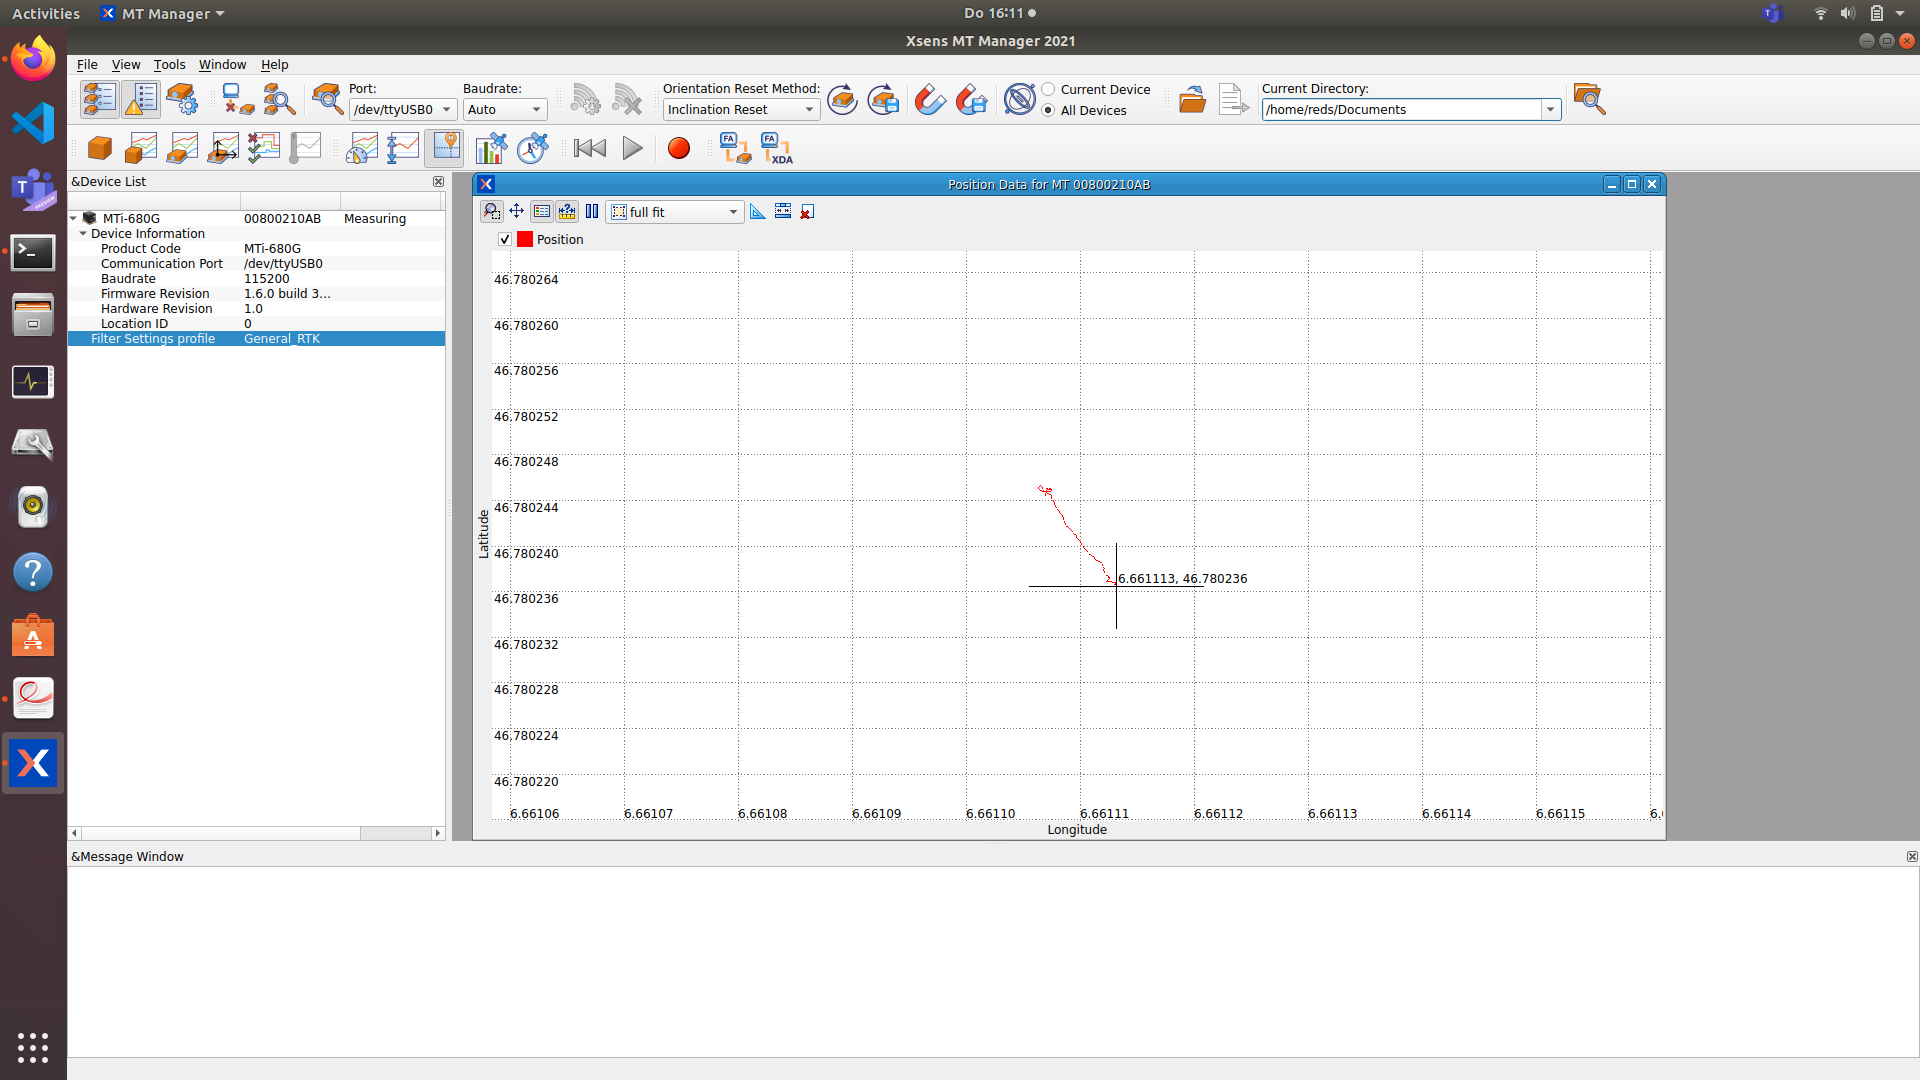 Activities MT Manager Do 16:11
Xsens MT Manager 2021
File View Tools Window Help
Port: Baudrate: Orientation Reset Method: Current Device Current Directory:
/dev/ttyUSB0 Auto Inclination Reset All Devices /home/reds/Documents
FA FA
XDA
&Device List
MTi-680G 00800210AB Measuring
Device Information
Product Code MTi-680G
Communication Port /dev/ttyUSB0
Baudrate 115200
Firmware Revision 1.6.0 build 3...
Hardware Revision 1.0
Location ID 0
Filter Settings profile General_RTK
Position Data for MT 00800210AB
full fit
Position
46.780264
46.780260
46.780256
46.780252
46.780248
46.780244
46.780240
46.780236
46.780232
46.780228
46.780224
46.780220
Latitude
6.661113, 46.780236
6.66106 6.66107 6.66108 6.66109 6.66110 6.66111 6.66112 6.66113 6.66114 6.66115
Longitude
&Message Window